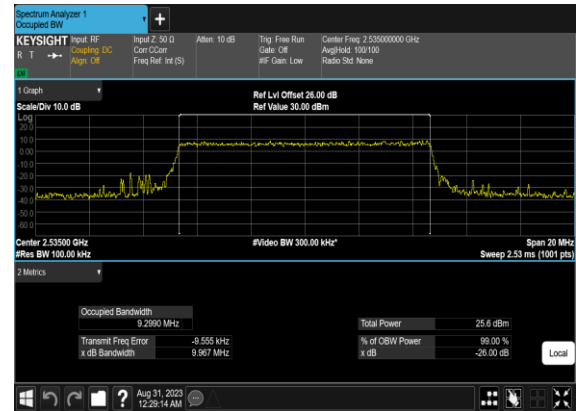 Spectrum Analyzer 1
Occupied BW
KEYSIGHT
R T
LXI
Input: RF
Coupling: DC
Align: Off
Input Z: 50 Ω
Corr CCorr
Freq Ref: Int (S)
Atten: 10 dB
Trig: Free Run
Gate: Off
#IF Gain: Low
Center Freq: 2.535000000 GHz
Avg|Hold: 100/100
Radio Std: None
1 Graph
Scale/Div 10.0 dB
Ref Lvl Offset 26.00 dB
Ref Value 30.00 dBm
Log
20.0
10.0
0.00
-10.0
-20.0
-30.0
-40.0
-50.0
-60.0
Center 2.53500 GHz
#Res BW 100.00 kHz
#Video BW 300.00 kHz*
Span 20 MHz
Sweep 2.53 ms (1001 pts)
2 Metrics
Occupied Bandwidth
9.2990 MHz
Transmit Freq Error -9.555 kHz
x dB Bandwidth 9.967 MHz
Total Power 25.6 dBm
% of OBW Power 99.00 %
x dB -26.00 dB
Local
?
Aug 31, 2023
12:29:14 AM